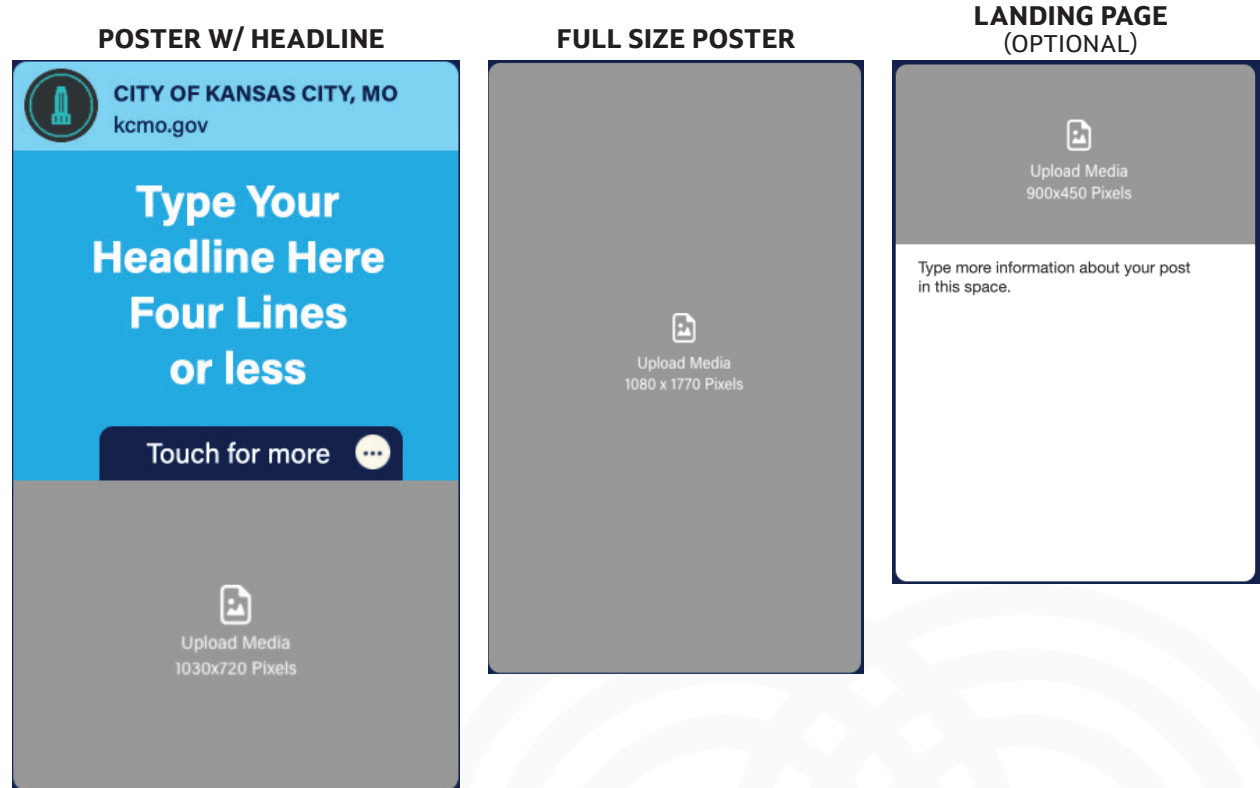 POSTER W/ HEADLINE
CITY OF KANSAS CITY, MO
kcmo.gov
Type Your
Headline Here
Four Lines
or less
Touch for more
Upload Media
1030x720 Pixels
FULL SIZE POSTER
Upload Media
1080 x 1770 Pixels
LANDING PAGE
(OPTIONAL)
Upload Media
900x450 Pixels
Type more information about your post
in this space.